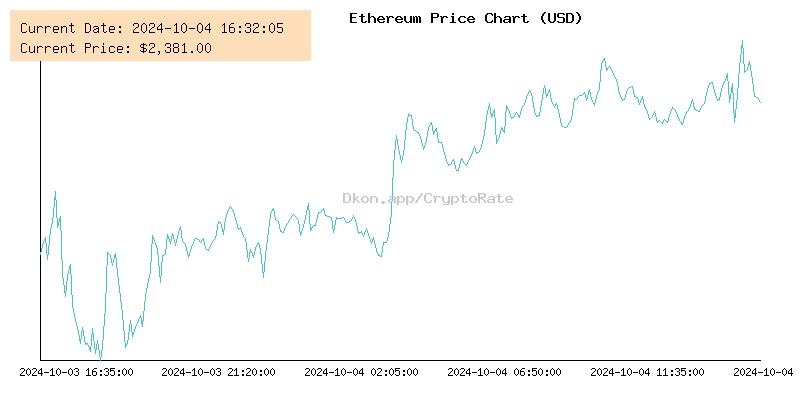 Ethereum Price Chart (USD)
Current Date: 2024-10-04 16:32:05
Current Price: $2,381.00
Dkon.app/CryptoRate
2024-10-03 16:35:00
2024-10-03 21:20:00
2024-10-04 02:05:00
2024-10-04 06:50:00
2024-10-04 11:35:00
2024-10-04